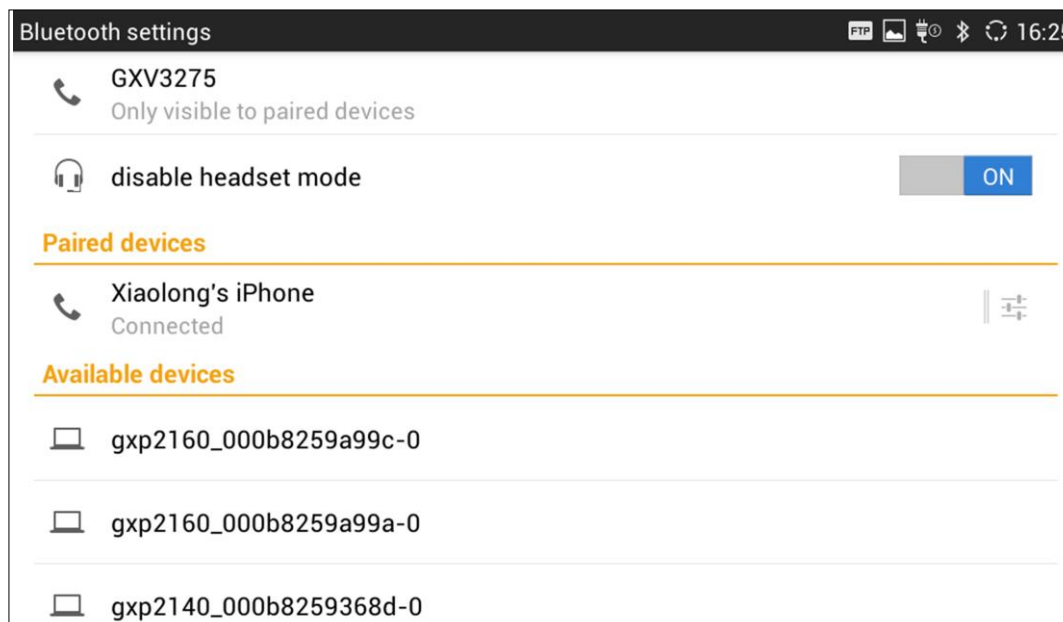 Bluetooth settings
FTP 16:25
GXV3275
Only visible to paired devices
disable headset mode
ON
Paired devices
Xiaolong's iPhone
Connected
Available devices
gxp2160_000b8259a99c-0
gxp2160_000b8259a99a-0
gxp2140_000b8259368d-0